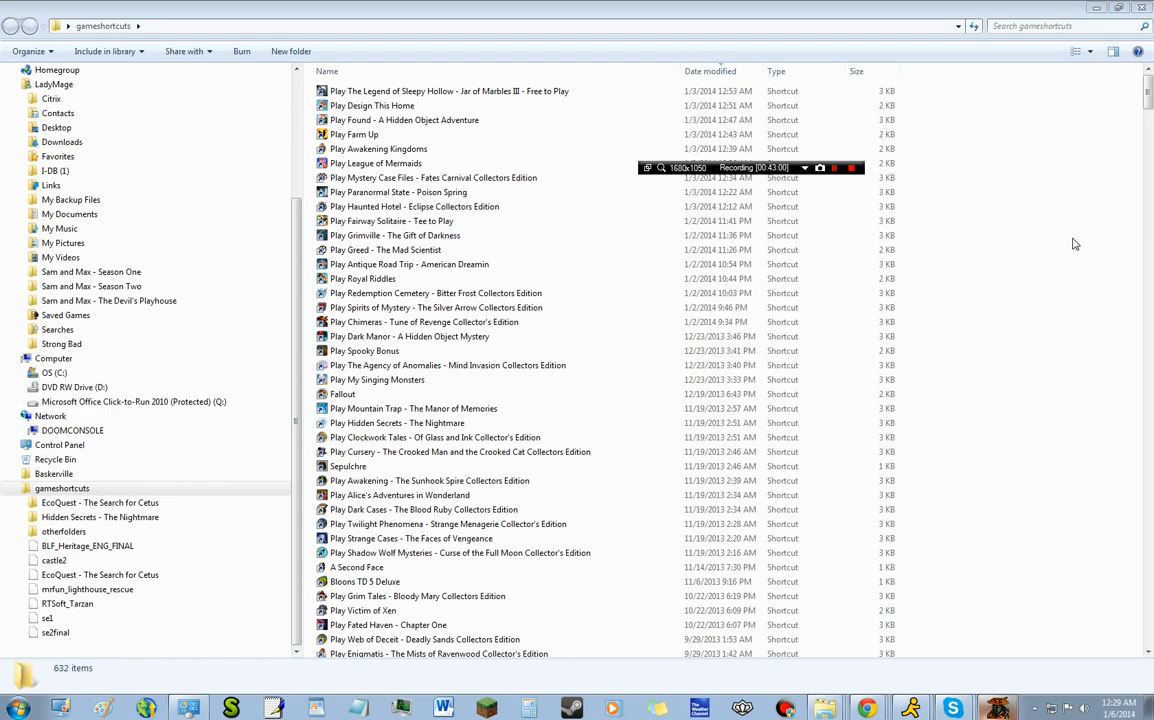 gameshortcuts
Search gameshortcuts
Organize Include in library Share with Burn New folder
Homegroup
LadyMage
Citrix
Contacts
Desktop
Downloads
Favorites
I-DB (1)
Links
My Backup Files
My Documents
My Music
My Pictures
My Videos
Sam and Max - Season One
Sam and Max - Season Two
Sam and Max - The Devil's Playhouse
Saved Games
Searches
Strong Bad
Computer
OS (C:)
DVD RW Drive (D:)
Microsoft Office Click-to-Run 2010 (Protected) (Q:)
Network
DOOMCONSOLE
Control Panel
Recycle Bin
Baskerville
gameshortcuts
EcoQuest - The Search for Cetus
Hidden Secrets - The Nightmare
otherfolders
BLF_Heritage_ENG_FINAL
castle2
EcoQuest - The Search for Cetus
mrfun_lighthouse_rescue
RTSoft_Tarzan
se1
se2final
Name Date modified Type Size
Play The Legend of Sleepy Hollow - Jar of Marbles III - Free to Play 1/3/2014 12:53 AM Shortcut 3 KB
Play Design This Home 1/3/2014 12:51 AM Shortcut 2 KB
Play Found - A Hidden Object Adventure 1/3/2014 12:47 AM Shortcut 3 KB
Play Farm Up 1/3/2014 12:43 AM Shortcut 2 KB
Play Awakening Kingdoms 1/3/2014 12:39 AM Shortcut 2 KB
Play League of Mermaids 2 KB
1680x1050 Recording [00:43:00]
Play Mystery Case Files - Fates Carnival Collectors Edition 1/3/2014 12:34 AM Shortcut 3 KB
Play Paranormal State - Poison Spring 1/3/2014 12:22 AM Shortcut 3 KB
Play Haunted Hotel - Eclipse Collectors Edition 1/3/2014 12:12 AM Shortcut 3 KB
Play Fairway Solitaire - Tee to Play 1/2/2014 11:41 PM Shortcut 3 KB
Play Grimville - The Gift of Darkness 1/2/2014 11:36 PM Shortcut 3 KB
Play Greed - The Mad Scientist 1/2/2014 11:26 PM Shortcut 3 KB
Play Antique Road Trip - American Dreamin 1/2/2014 10:54 PM Shortcut 3 KB
Play Royal Riddles 1/2/2014 10:44 PM Shortcut 2 KB
Play Redemption Cemetery - Bitter Frost Collectors Edition 1/2/2014 10:03 PM Shortcut 3 KB
Play Spirits of Mystery - The Silver Arrow Collectors Edition 1/2/2014 9:46 PM Shortcut 3 KB
Play Chimeras - Tune of Revenge Collector's Edition 1/2/2014 9:34 PM Shortcut 3 KB
Play Dark Manor - A Hidden Object Mystery 12/23/2013 3:46 PM Shortcut 3 KB
Play Spooky Bonus 12/23/2013 3:41 PM Shortcut 2 KB
Play The Agency of Anomalies - Mind Invasion Collectors Edition 12/23/2013 3:40 PM Shortcut 3 KB
Play My Singing Monsters 12/23/2013 3:33 PM Shortcut 2 KB
Fallout 12/19/2013 6:43 PM Shortcut 2 KB
Play Mountain Trap - The Manor of Memories 11/19/2013 2:57 AM Shortcut 3 KB
Play Hidden Secrets - The Nightmare 11/19/2013 2:51 AM Shortcut 3 KB
Play Clockwork Tales - Of Glass and Ink Collector's Edition 11/19/2013 2:51 AM Shortcut 3 KB
Play Cursery - The Crooked Man and the Crooked Cat Collectors Edition 11/19/2013 2:46 AM Shortcut 3 KB
Sepulchre 11/19/2013 2:46 AM Shortcut 1 KB
Play Awakening - The Sunhook Spire Collectors Edition 11/19/2013 2:39 AM Shortcut 3 KB
Play Alice's Adventures in Wonderland 11/19/2013 2:34 AM Shortcut 3 KB
Play Dark Cases - The Blood Ruby Collectors Edition 11/19/2013 2:34 AM Shortcut 3 KB
Play Twilight Phenomena - Strange Menagerie Collector's Edition 11/19/2013 2:28 AM Shortcut 3 KB
Play Strange Cases - The Faces of Vengeance 11/19/2013 2:20 AM Shortcut 3 KB
Play Shadow Wolf Mysteries - Curse of the Full Moon Collector's Edition 11/19/2013 2:16 AM Shortcut 3 KB
A Second Face 11/14/2013 7:30 PM Shortcut 1 KB
Bloons TD 5 Deluxe 11/6/2013 9:16 PM Shortcut 1 KB
Play Grim Tales - Bloody Mary Collectors Edition 10/22/2013 6:19 PM Shortcut 3 KB
Play Victim of Xen 10/22/2013 6:09 PM Shortcut 2 KB
Play Fated Haven - Chapter One 10/22/2013 6:07 PM Shortcut 3 KB
Play Web of Deceit - Deadly Sands Collectors Edition 9/29/2013 1:53 AM Shortcut 3 KB
Play Enigmatis - The Mists of Ravenwood Collector's Edition 9/29/2013 1:42 AM Shortcut 3 KB
632 items
12:29 AM
1/6/2014